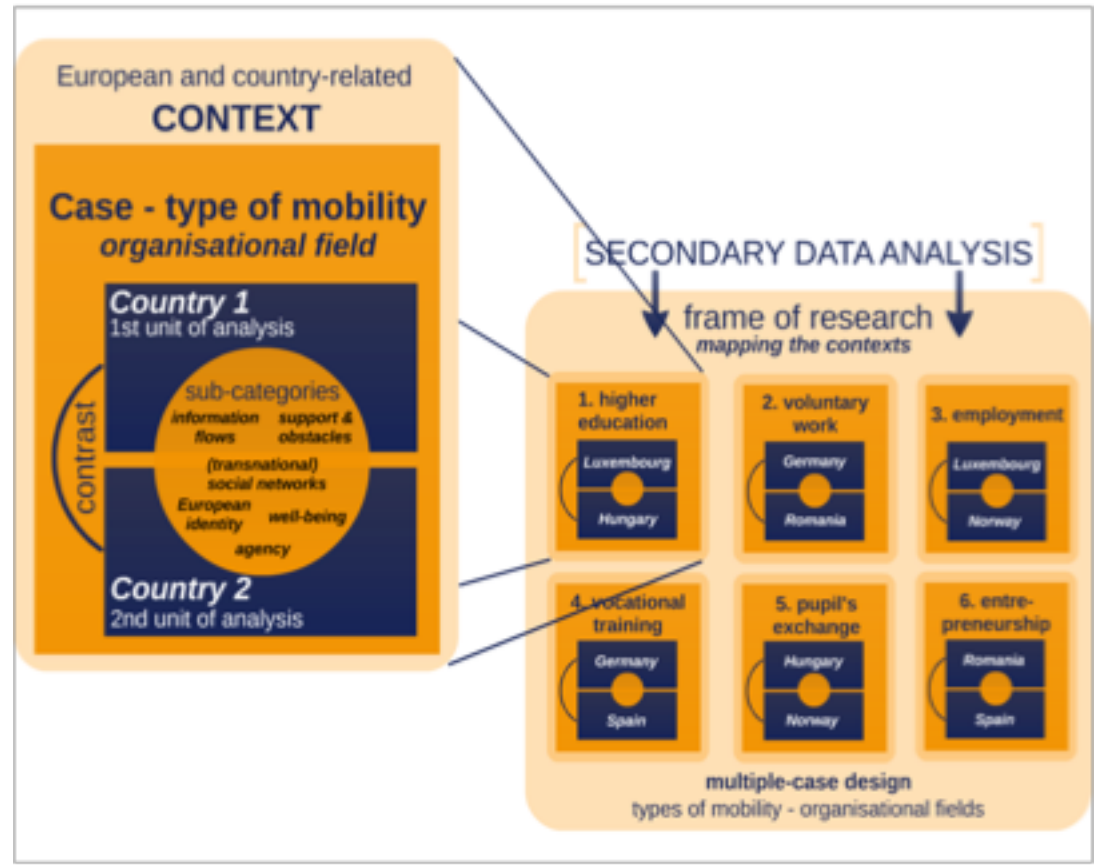 European and country-related
CONTEXT
Case - type of mobility
organisational field
Country 1
1st unit of analysis
contrast
sub-categories
information
flows
support &
obstacles
(transnational)
social networks
European
identity
well-being
agency
Country 2
2nd unit of analysis
[SECONDARY DATA ANALYSIS]
frame of research
mapping the contexts
1. higher
education
Luxembourg
Hungary
2. voluntary
work
Germany
Romania
3. employment
Luxembourg
Norway
4. vocational
training
Germany
Spain
5. pupil's
exchange
Hungary
Norway
6. entre-
preneurship
Romania
Spain
multiple-case design
types of mobility - organisational fields